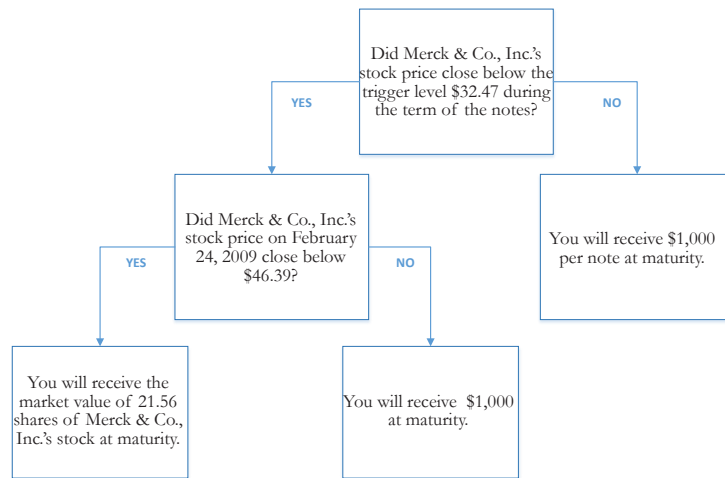 Did Merck & Co., Inc.'s
stock price close below the
trigger level $32.47 during
the term of the notes?
YES
NO
Did Merck & Co., Inc.'s
stock price on February
24, 2009 close below
$46.39?
You will receive $1,000
per note at maturity.
YES
NO
You will receive the
market value of 21.56
shares of Merck & Co.,
Inc.'s stock at maturity.
You will receive $1,000
at maturity.